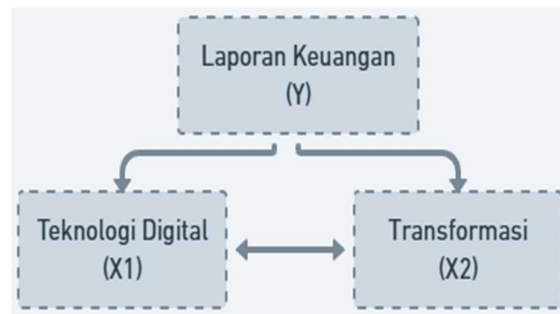 Laporan Keuangan
(Y)
Teknologi Digital
(X1)
Transformasi
(X2)